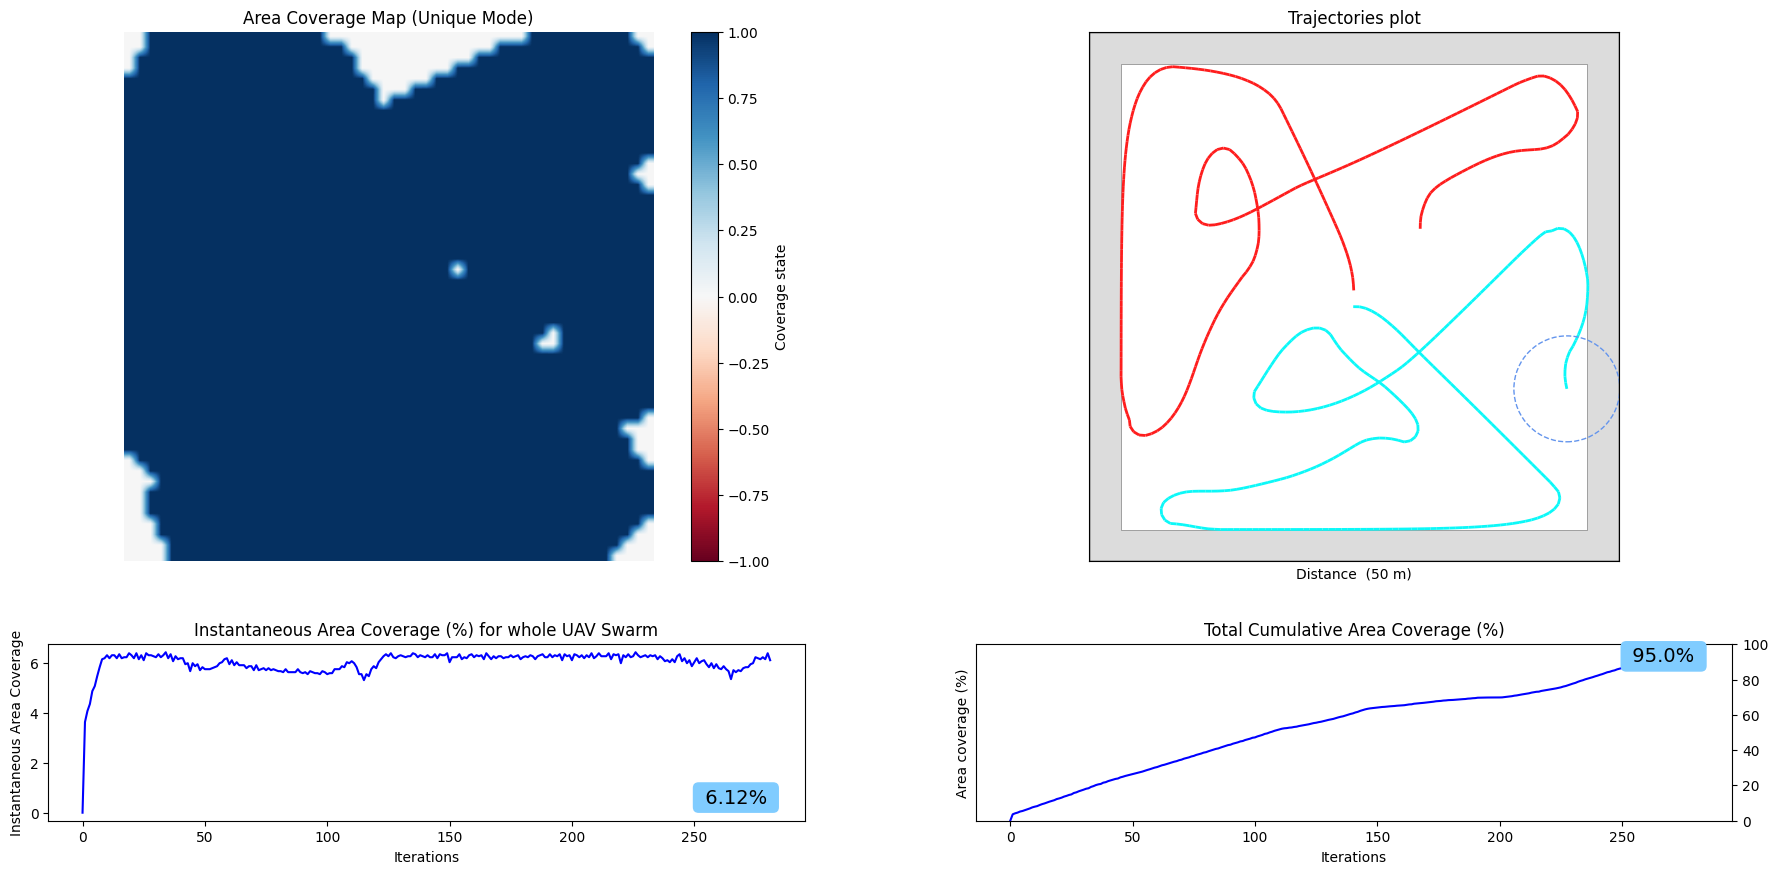 Area Coverage Map (Unique Mode)
1.00
0.75
0.50
0.25
0.00
−0.25
−0.50
−0.75
−1.00
Coverage state
Trajectories plot
Distance  (50 m)
Instantaneous Area Coverage (%) for whole UAV Swarm
Instantaneous Area Coverage
6
4
2
0
6.12%
0 50 100 150 200 250
Iterations
Total Cumulative Area Coverage (%)
Area coverage (%)
95.0%
100
80
60
40
20
0
0 50 100 150 200 250
Iterations